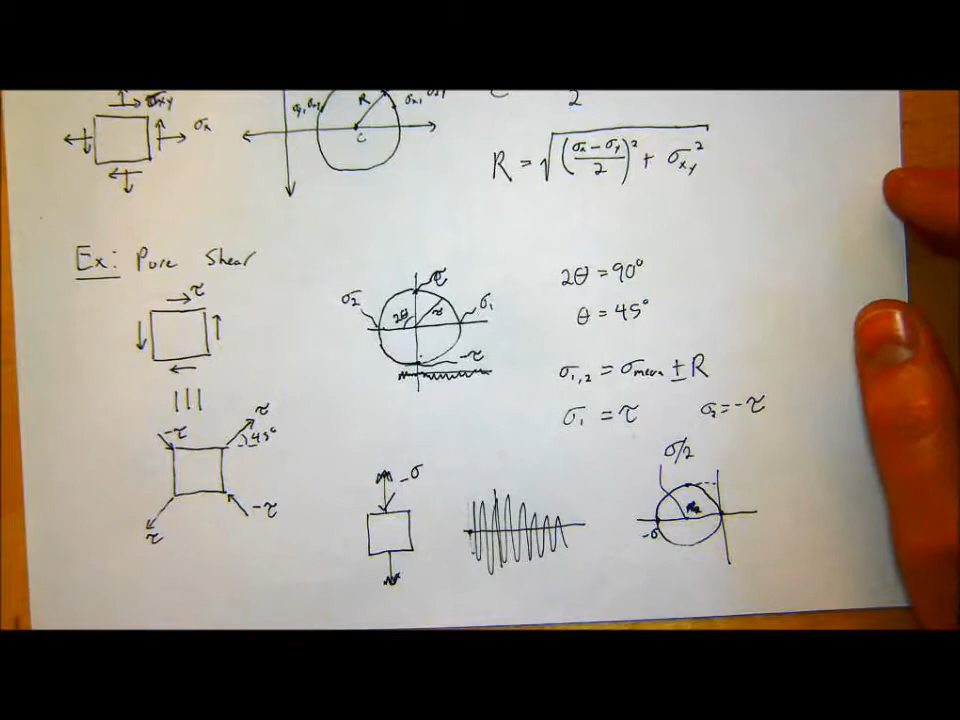 σxy
σx
R
C
2
R = √((σx − σy)/2)² + σxy²
Ex: Pure Shear
τ
τ
σ2
σ1
2θ
τ
−τ
2θ = 90°
θ = 45°
σ1,2 = σmean ± R
σ1 = τ σ2 = −τ
τ
−τ
45°
τ
−τ
−σ
σ/2
−σ